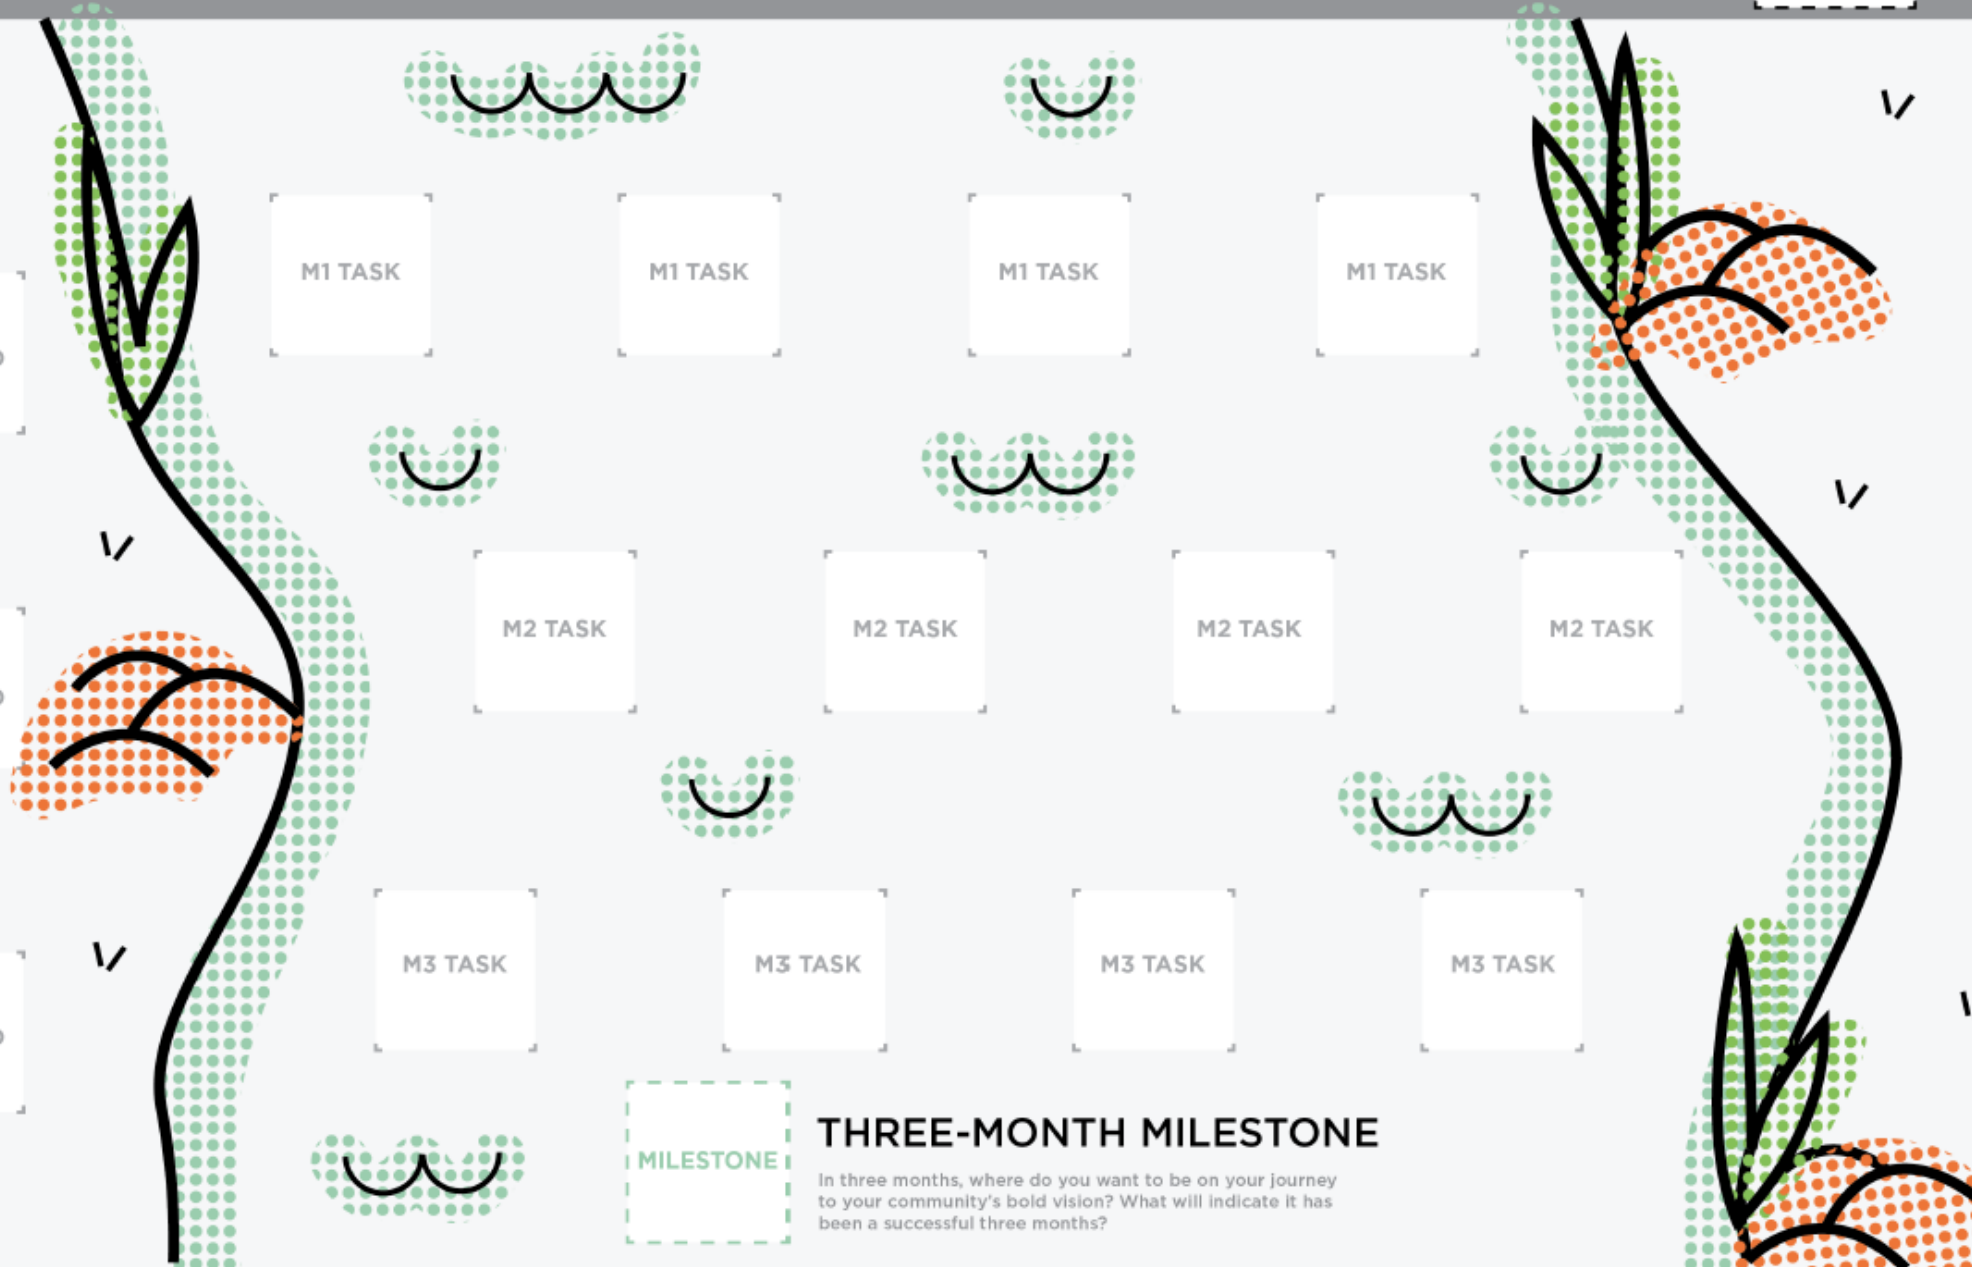 M1 TASK M1 TASK M1 TASK M1 TASK
M2 TASK M2 TASK M2 TASK M2 TASK
M3 TASK M3 TASK M3 TASK M3 TASK
MILESTONE
THREE-MONTH MILESTONE
In three months, where do you want to be on your journey
to your community's bold vision? What will indicate it has
been a successful three months?